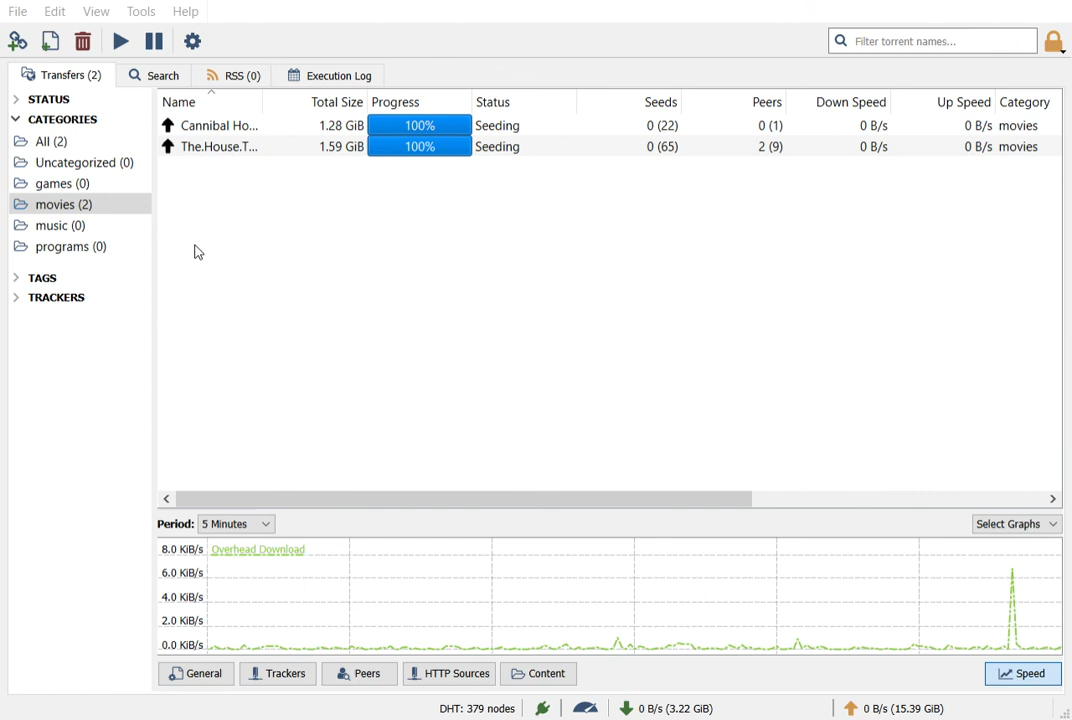 File Edit View Tools Help
Filter torrent names...
Transfers (2) Search RSS (0) Execution Log
STATUS
CATEGORIES
All (2)
Uncategorized (0)
games (0)
movies (2)
music (0)
programs (0)
TAGS
TRACKERS
Name Total Size Progress Status Seeds Peers Down Speed Up Speed Category
Cannibal Ho... 1.28 GiB 100% Seeding 0 (22) 0 (1) 0 B/s 0 B/s movies
The.House.T... 1.59 GiB 100% Seeding 0 (65) 2 (9) 0 B/s 0 B/s movies
Period: 5 Minutes Select Graphs
8.0 KiB/s Overhead Download
6.0 KiB/s
4.0 KiB/s
2.0 KiB/s
0.0 KiB/s
General Trackers Peers HTTP Sources Content Speed
DHT: 379 nodes 0 B/s (3.22 GiB) 0 B/s (15.39 GiB)